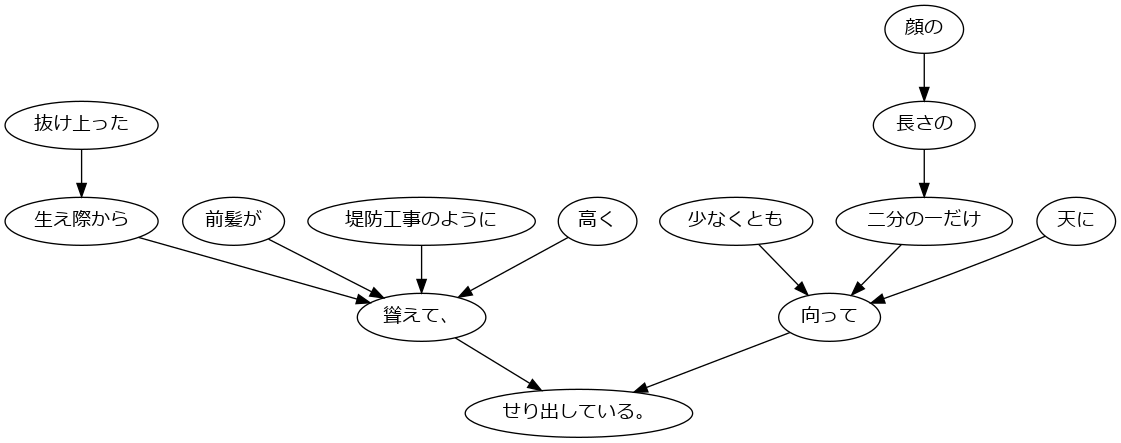 顔の
抜け上った
長さの
生え際から
前髪が
堤防工事のように
高く
少なくとも
二分の一だけ
天に
聳えて、
向って
せり出している。